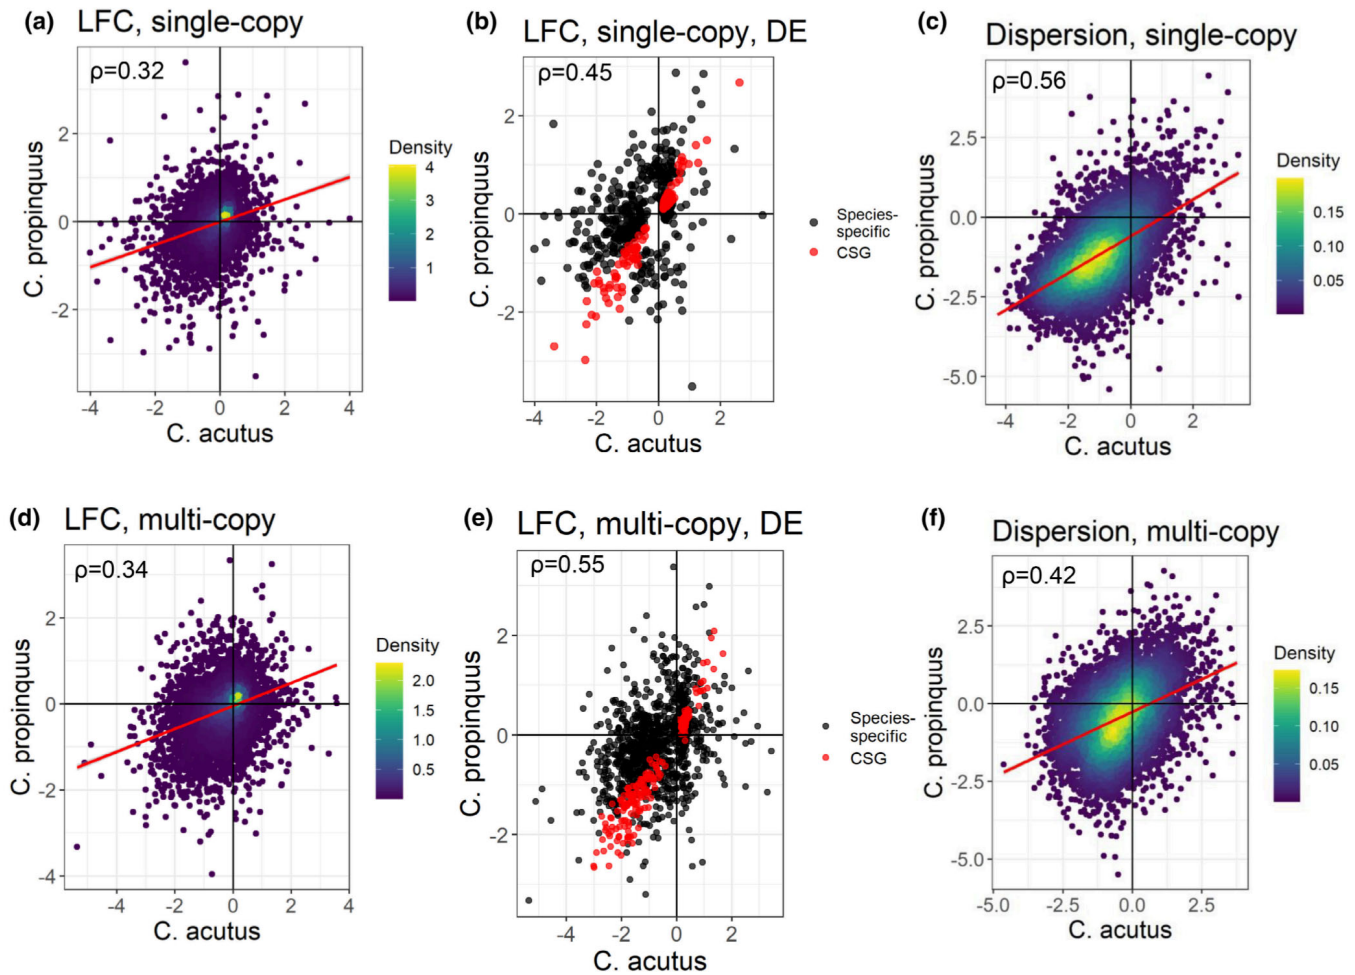 (a) LFC, single-copy
ρ=0.32
2
0
-2
-4 -2 0 2 4
C. propinquus
C. acutus
Density
4
3
2
1
(b) LFC, single-copy, DE
ρ=0.45
2
0
-2
-4 -2 0 2
C. propinquus
C. acutus
Species-
specific
CSG
(c) Dispersion, single-copy
ρ=0.56
2.5
0.0
-2.5
-5.0
-4 -2 0 2
C. propinquus
C. acutus
Density
0.15
0.10
0.05
(d) LFC, multi-copy
ρ=0.34
2
0
-2
-4
-4 -2 0 2 4
C. propinquus
C. acutus
Density
2.0
1.5
1.0
0.5
(e) LFC, multi-copy, DE
ρ=0.55
2
0
-2
-4 -2 0 2
C. propinquus
C. acutus
Species-
specific
CSG
(f) Dispersion, multi-copy
ρ=0.42
2.5
0.0
-2.5
-5.0
-5.0 -2.5 0.0 2.5
C. propinquus
C. acutus
Density
0.15
0.10
0.05